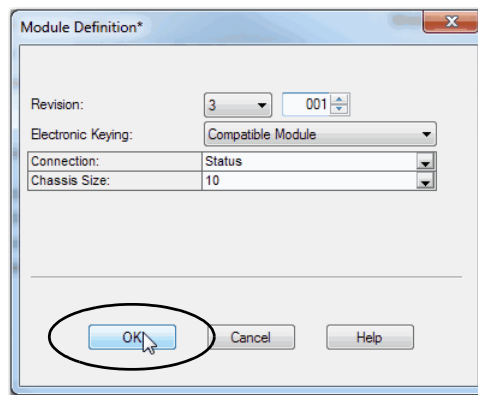 Module Definition*
Revision: 3 001
Electronic Keying: Compatible Module
Connection: Status
Chassis Size: 10
OK Cancel Help